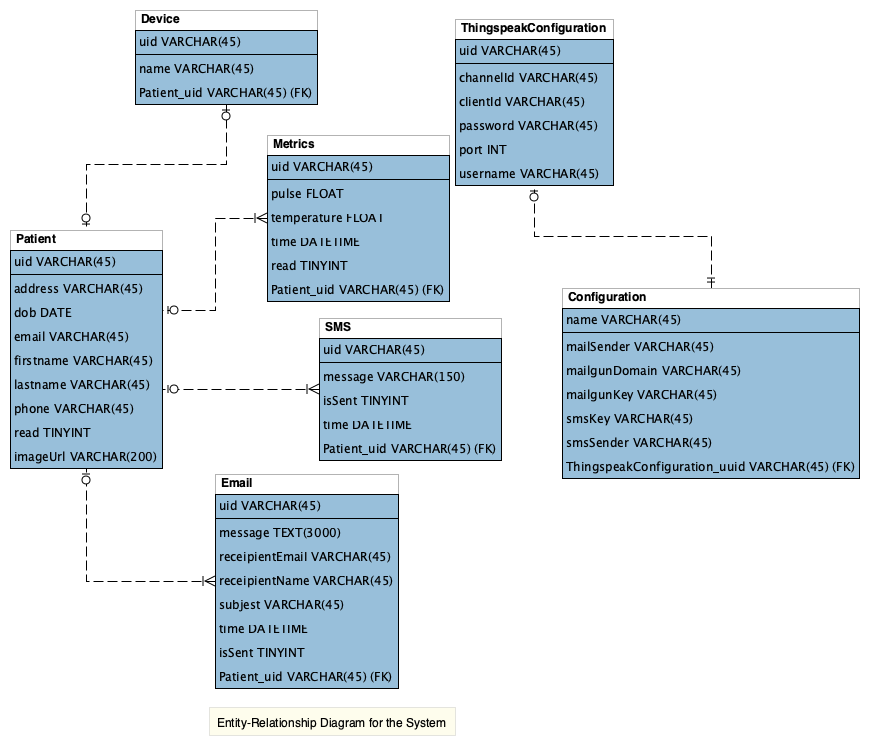 Device
uid VARCHAR(45)
name VARCHAR(45)
Patient_uid VARCHAR(45) (FK)
ThingspeakConfiguration
uid VARCHAR(45)
channelId VARCHAR(45)
clientId VARCHAR(45)
password VARCHAR(45)
port INT
username VARCHAR(45)
Metrics
uid VARCHAR(45)
pulse FLOAT
temperature FLOAT
time DATETIME
read TINYINT
Patient_uid VARCHAR(45) (FK)
Patient
uid VARCHAR(45)
address VARCHAR(45)
dob DATE
email VARCHAR(45)
firstname VARCHAR(45)
lastname VARCHAR(45)
phone VARCHAR(45)
read TINYINT
imageUrl VARCHAR(200)
SMS
uid VARCHAR(45)
message VARCHAR(150)
isSent TINYINT
time DATETIME
Patient_uid VARCHAR(45) (FK)
Configuration
name VARCHAR(45)
mailSender VARCHAR(45)
mailgunDomain VARCHAR(45)
mailgunKey VARCHAR(45)
smsKey VARCHAR(45)
smsSender VARCHAR(45)
ThingspeakConfiguration_uuid VARCHAR(45) (FK)
Email
uid VARCHAR(45)
message TEXT(3000)
receipientEmail VARCHAR(45)
receipientName VARCHAR(45)
subjest VARCHAR(45)
time DATETIME
isSent TINYINT
Patient_uid VARCHAR(45) (FK)
Entity-Relationship Diagram for the System